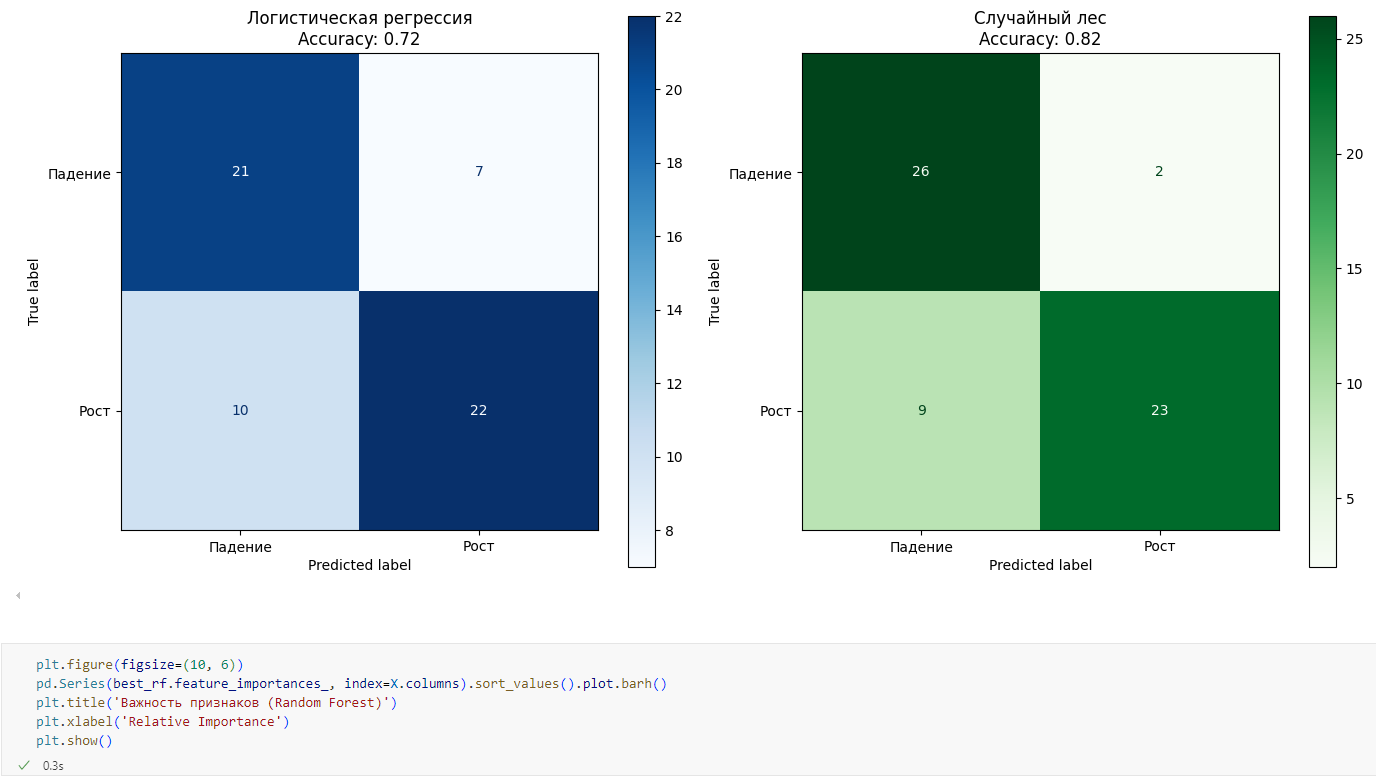 Логистическая регрессия
Accuracy: 0.72
Падение
Рост
True label
21
7
10
22
Падение
Рост
Predicted label
22
20
18
16
14
12
10
8
Случайный лес
Accuracy: 0.82
Падение
Рост
True label
26
2
9
23
Падение
Рост
Predicted label
25
20
15
10
5
plt.figure(figsize=(10, 6))
pd.Series(best_rf.feature_importances_, index=X.columns).sort_values().plot.barh()
plt.title('Важность признаков (Random Forest)')
plt.xlabel('Relative Importance')
plt.show()
0.3s